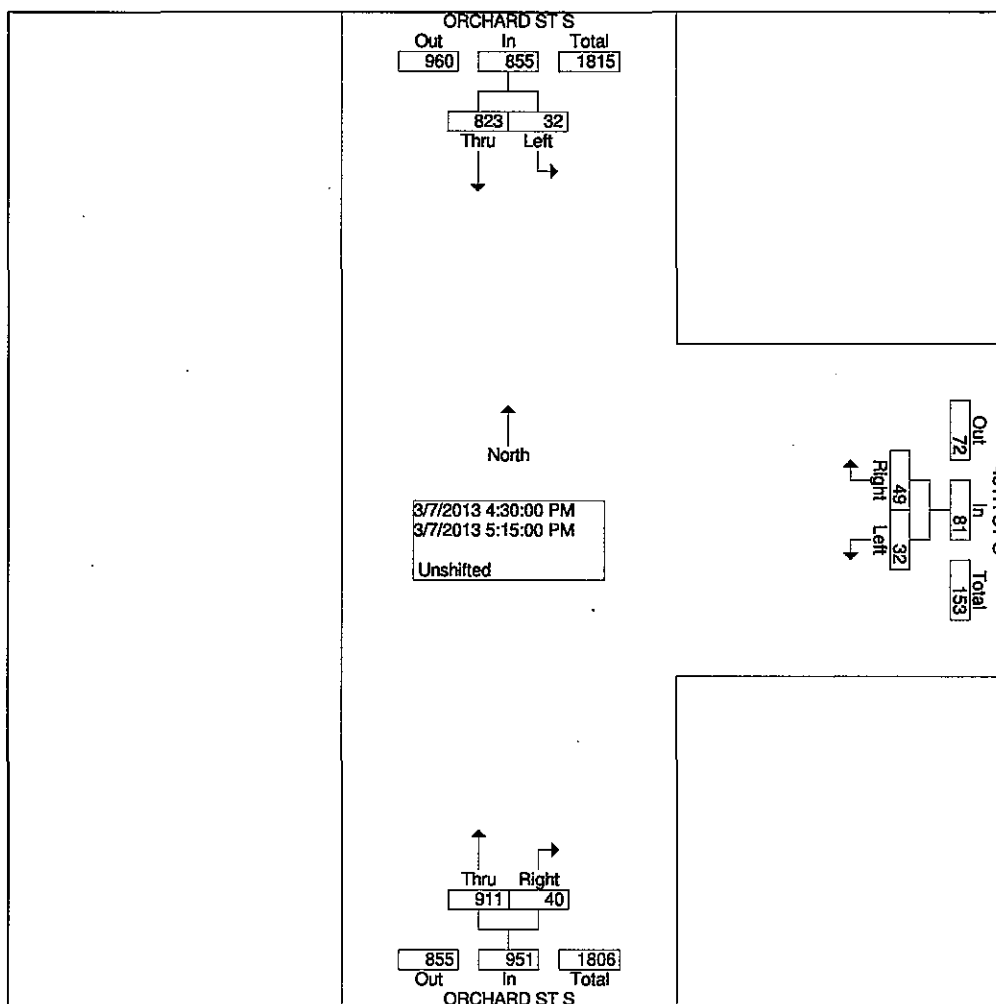 ORCHARD ST S
Out In Total
960 855 1815
823 32
Thru Left
North
3/7/2013 4:30:00 PM
3/7/2013 5:15:00 PM
Unshifted
Out In Total
72 81 153
Right Left
49 32
Thru Right
911 40
855 951 1806
Out In Total
ORCHARD ST S